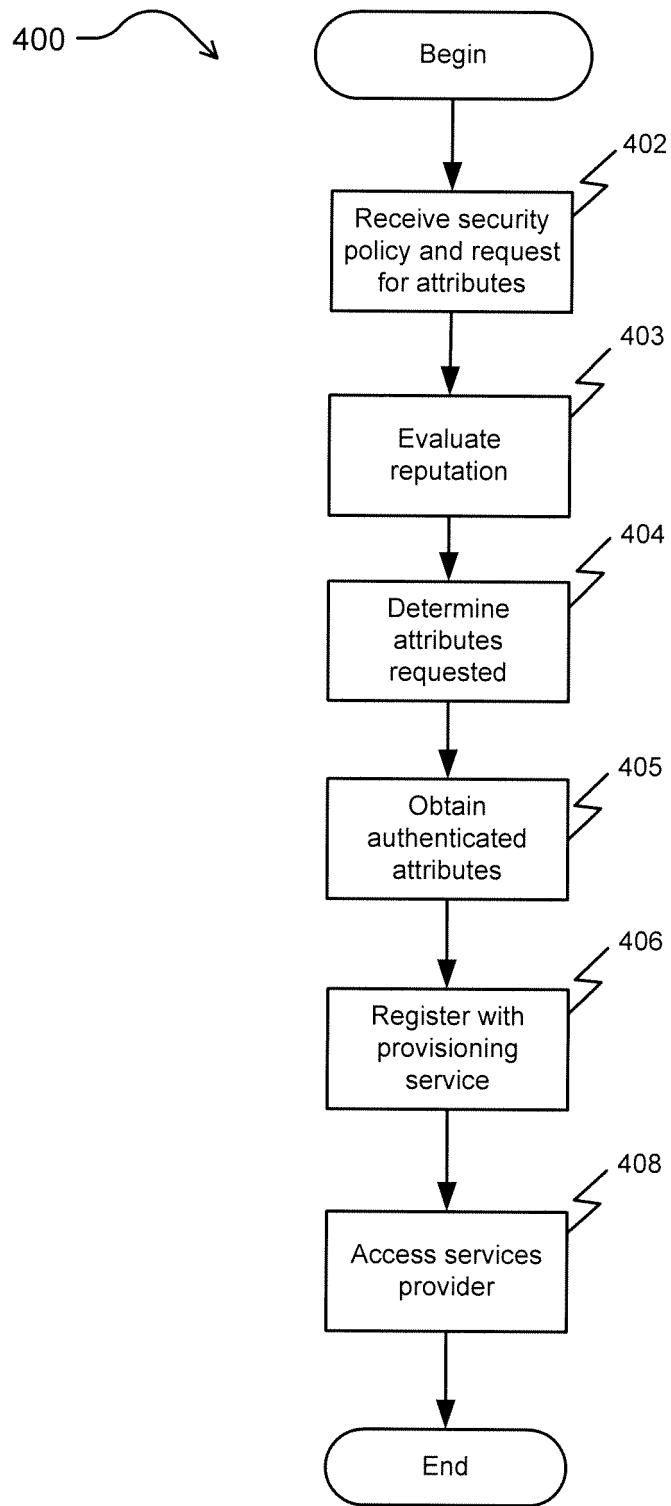 400
Begin
402
Receive security
policy and request
for attributes
403
Evaluate
reputation
404
Determine
attributes
requested
405
Obtain
authenticated
attributes
406
Register with
provisioning
service
408
Access services
provider
End